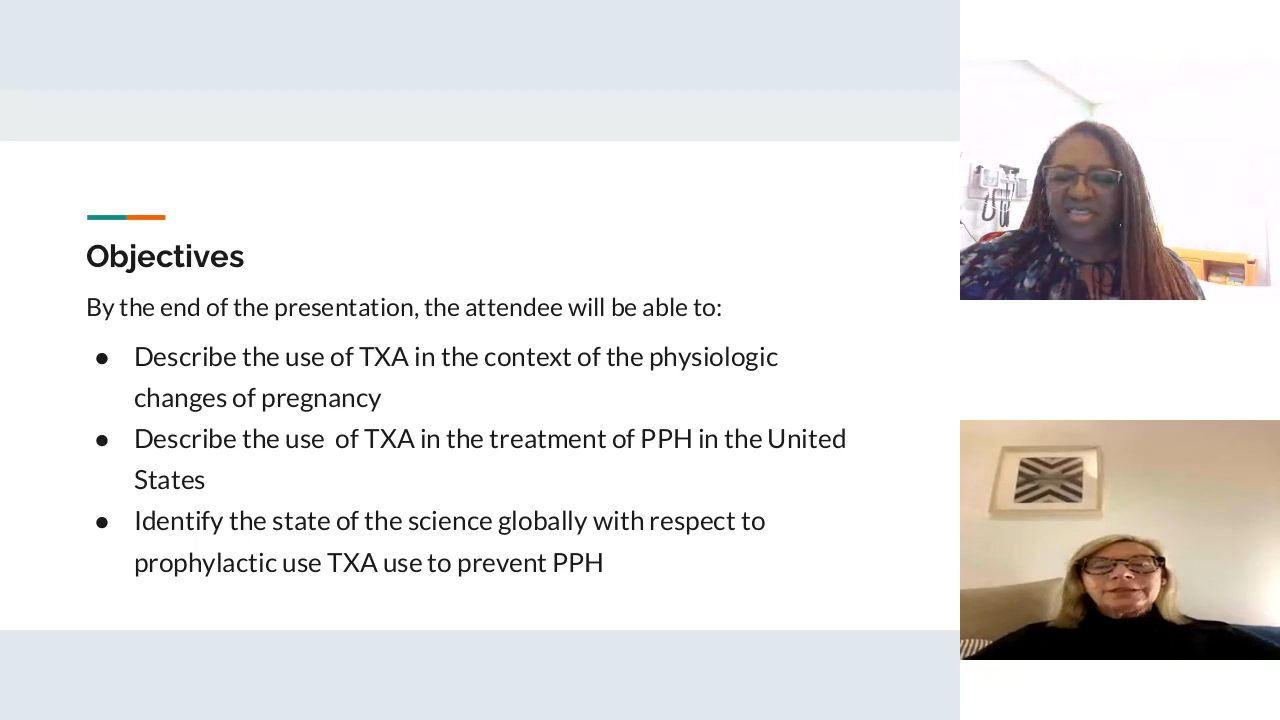 Objectives
By the end of the presentation, the attendee will be able to:
● Describe the use of TXA in the context of the physiologic
changes of pregnancy
● Describe the use  of TXA in the treatment of PPH in the United
States
● Identify the state of the science globally with respect to
prophylactic use TXA use to prevent PPH